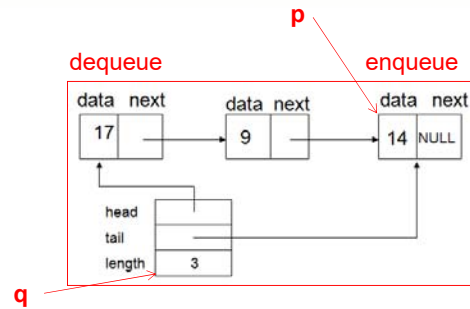 p
dequeue enqueue
data next data next data next
17 9 14 NULL
head
tail
length 3
q